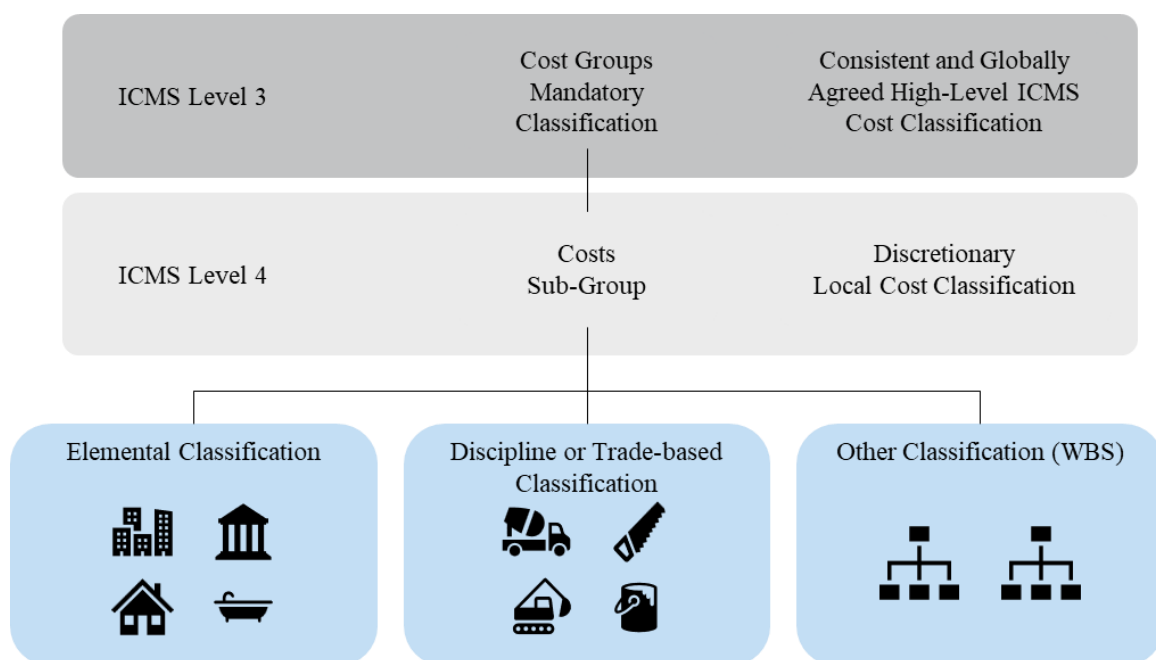 ICMS Level 3
Cost Groups
Mandatory
Classification
Consistent and Globally
Agreed High-Level ICMS
Cost Classification
ICMS Level 4
Costs
Sub-Group
Discretionary
Local Cost Classification
Elemental Classification
Discipline or Trade-based
Classification
Other Classification (WBS)